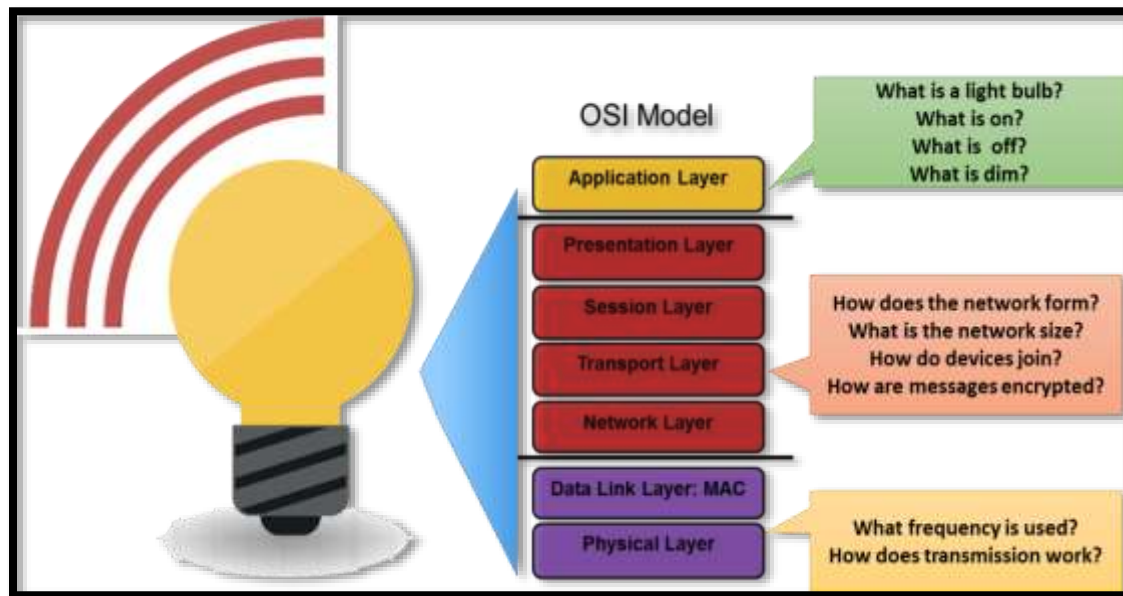 OSI Model
Application Layer
Presentation Layer
Session Layer
Transport Layer
Network Layer
Data Link Layer: MAC
Physical Layer
What is a light bulb?
What is on?
What is off?
What is dim?
How does the network form?
What is the network size?
How do devices join?
How are messages encrypted?
What frequency is used?
How does transmission work?